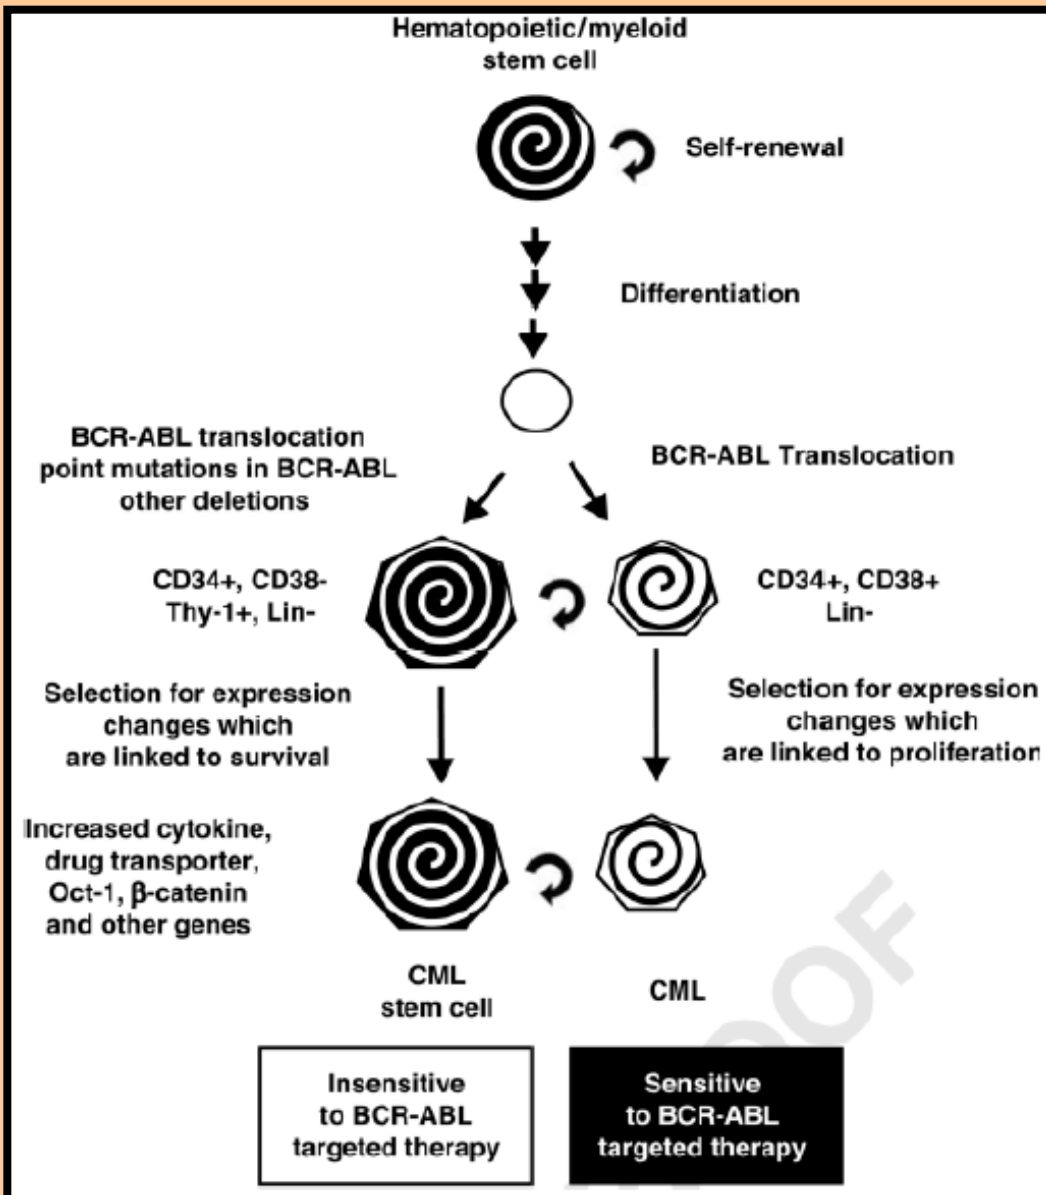 Hematopoietic/myeloid
stem cell
Self-renewal
Differentiation
BCR-ABL translocation
point mutations in BCR-ABL
other deletions
BCR-ABL Translocation
CD34+, CD38-
Thy-1+, Lin-
CD34+, CD38+
Lin-
Selection for expression
changes which
are linked to survival
Selection for expression
changes which
are linked to proliferation
Increased cytokine,
drug transporter,
Oct-1, β-catenin
and other genes
CML
stem cell
CML
Insensitive
to BCR-ABL
targeted therapy
Sensitive
to BCR-ABL
targeted therapy
OOF